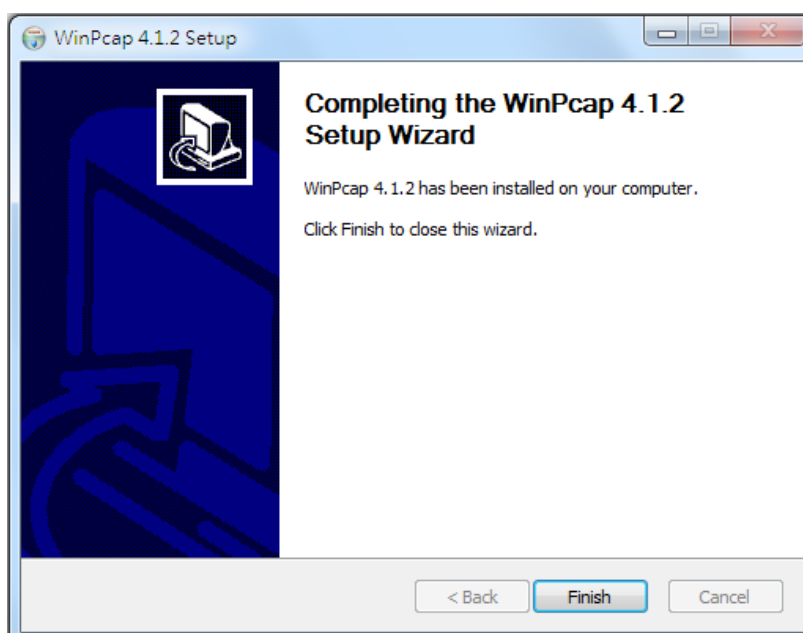 WinPcap 4.1.2 Setup
Completing the WinPcap 4.1.2
Setup Wizard
WinPcap 4.1.2 has been installed on your computer.
Click Finish to close this wizard.
< Back
Finish
Cancel